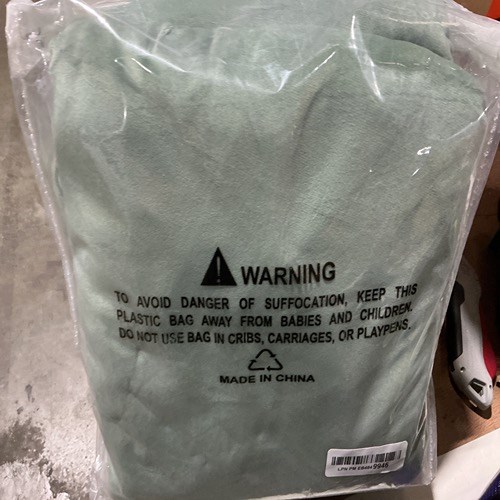 WARNING
TO AVOID DANGER OF SUFFOCATION, KEEP THIS
PLASTIC BAG AWAY FROM BABIES AND CHILDREN.
DO NOT USE BAG IN CRIBS, CARRIAGES, OR PLAYPENS.
MADE IN CHINA
9945